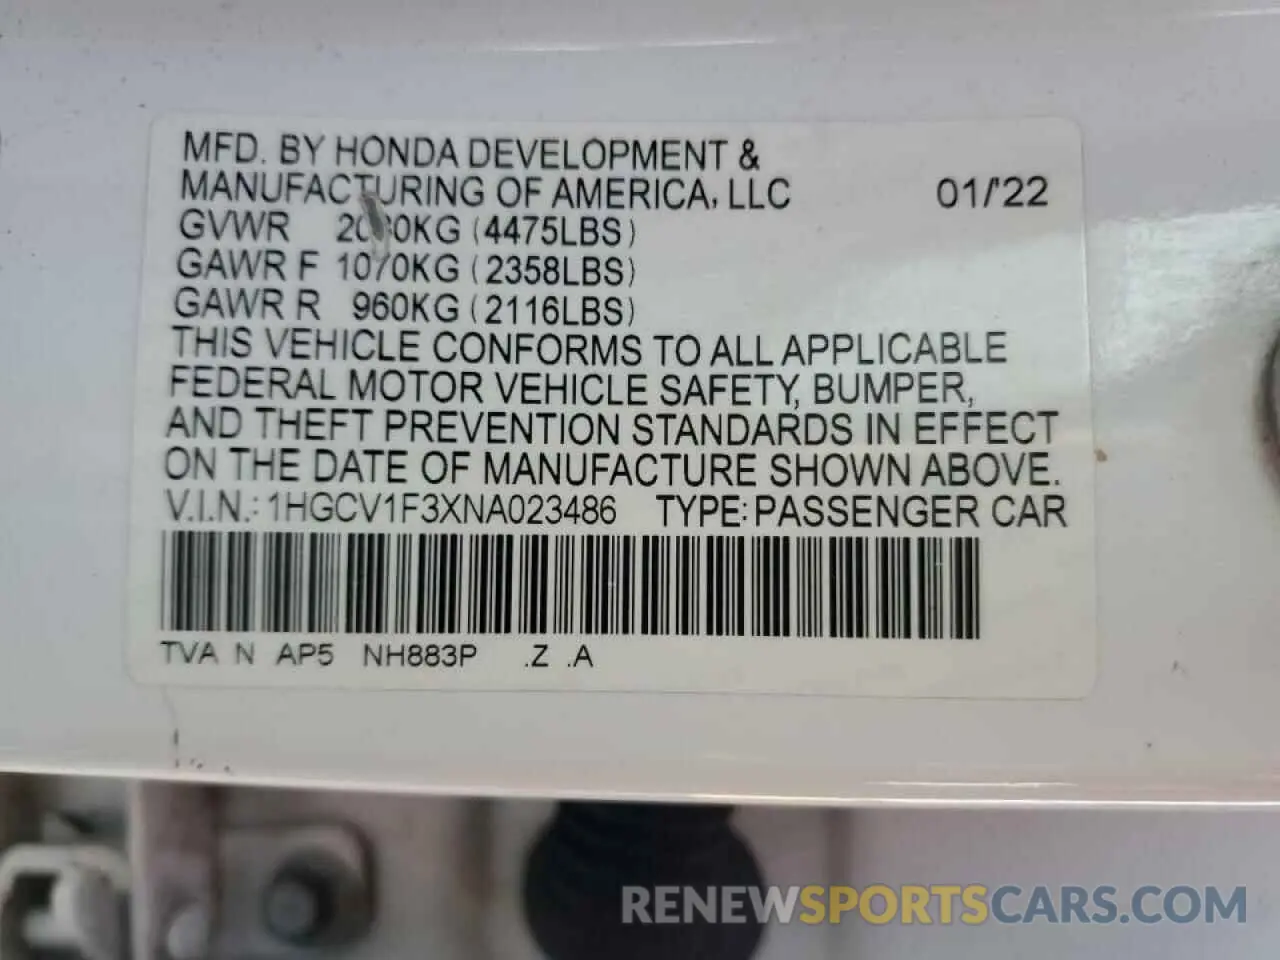 MFD. BY HONDA DEVELOPMENT &
MANUFACTURING OF AMERICA, LLC 01/'22
GVWR (4475LBS)
GAWR F 1070KG (2358LBS)
GAWR R 960KG (2116LBS)
THIS VEHICLE CONFORMS TO ALL APPLICABLE
FEDERAL MOTOR VEHICLE SAFETY, BUMPER,
AND THEFT PREVENTION STANDARDS IN EFFECT
ON THE DATE OF MANUFACTURE SHOWN ABOVE.
V.I.N.: 1HGCV1F3XNA023486 TYPE: PASSENGER CAR
TVA N AP5 NH883P .Z .A
RENEWSPORTSCARS.COM